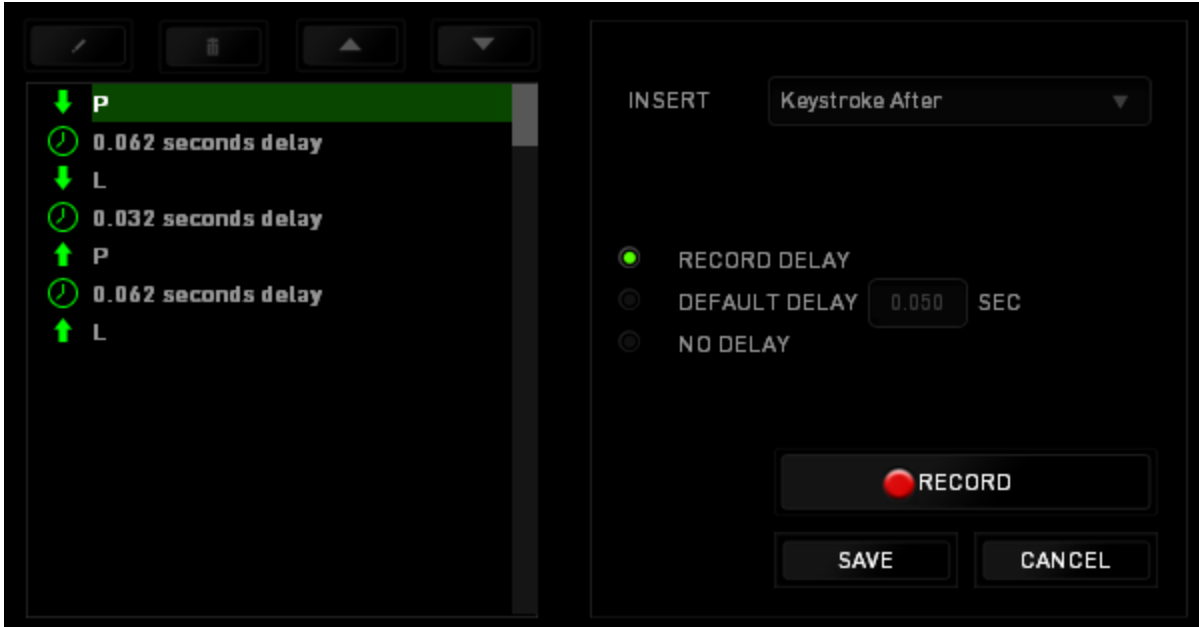 P
0.062 seconds delay
L
0.032 seconds delay
P
0.062 seconds delay
L
INSERT Keystroke After
RECORD DELAY
DEFAULT DELAY 0.050 SEC
NO DELAY
RECORD
SAVE CANCEL